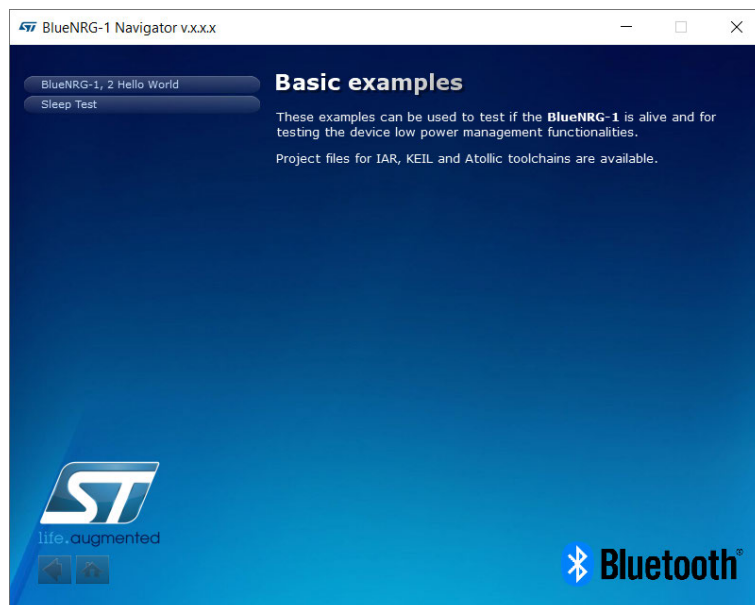 BlueNRG-1 Navigator v.x.x.x
BlueNRG-1, 2 Hello World
Sleep Test
Basic examples
These examples can be used to test if the BlueNRG-1 is alive and for
testing the device low power management functionalities.
Project files for IAR, KEIL and Atollic toolchains are available.
ST
life.augmented
Bluetooth®